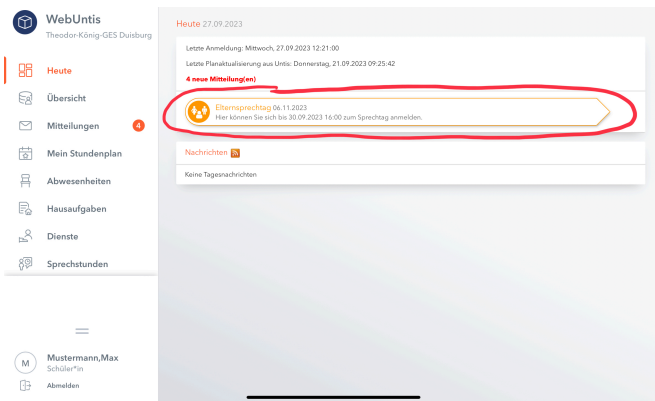 WebUntis
Theodor-König-GES Duisburg
Heute
Übersicht
Mitteilungen 4
Mein Stundenplan
Abwesenheiten
Hausaufgaben
Dienste
Sprechstunden
M
Mustermann,Max
Schüler*in
Abmelden
Heute 27.09.2023
Letzte Anmeldung: Mittwoch, 27.09.2023 12:21:00
Letzte Planaktualisierung aus Untis: Donnerstag, 21.09.2023 09:25:42
4 neue Mitteilung(en)
Elternsprechtag 06.11.2023
Hier können Sie sich bis 30.09.2023 16:00 zum Sprechtag anmelden.
Nachrichten
Keine Tagesnachrichten